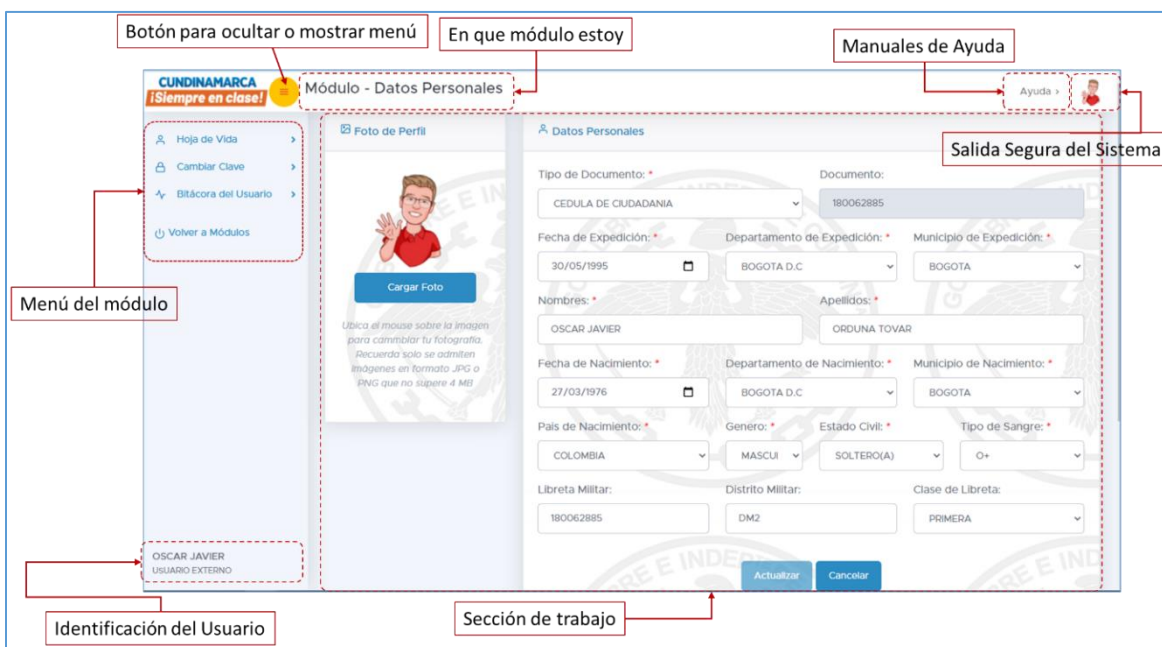 Botón para ocultar o mostrar menú
En que módulo estoy
Manuales de Ayuda
CUNDINAMARCA
¡Siempre en clase!
Módulo - Datos Personales
Ayuda ›
Salida Segura del Sistema
Hoja de Vida
Cambiar Clave
Bitácora del Usuario
Volver a Módulos
Menú del módulo
Foto de Perfil
Cargar Foto
Ubica el mouse sobre la imagen
para cammbiar tu fotografía.
Recuerda solo se admiten
imágenes en formato JPG o
PNG que no supere 4 MB
Datos Personales
Tipo de Documento: * Documento:
CEDULA DE CIUDADANIA 180062885
Fecha de Expedición: * Departamento de Expedición: * Municipio de Expedición: *
30/05/1995 BOGOTA D.C BOGOTA
Nombres: * Apellidos: *
OSCAR JAVIER ORDUNA TOVAR
Fecha de Nacimiento: * Departamento de Nacimiento: * Municipio de Nacimiento: *
27/03/1976 BOGOTA D.C BOGOTA
Pais de Nacimiento: * Genero: * Estado Civil: * Tipo de Sangre: *
COLOMBIA MASCUI SOLTERO(A) O+
Libreta Militar: Distrito Militar: Clase de Libreta:
180062885 DM2 PRIMERA
Actualizar Cancelar
OSCAR JAVIER
USUARIO EXTERNO
Identificación del Usuario
Sección de trabajo